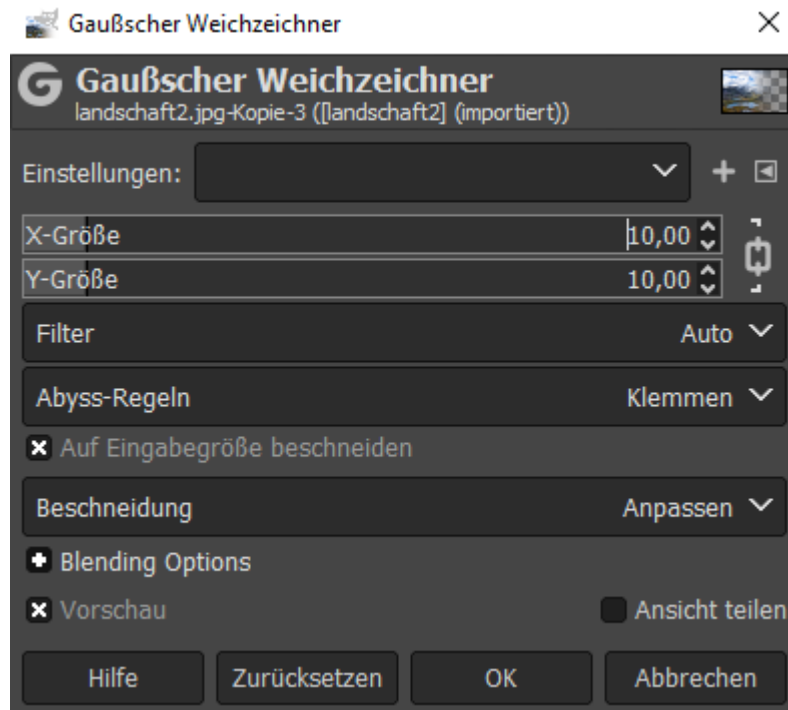 Gaußscher Weichzeichner
Gaußscher Weichzeichner
landschaft2.jpg-Kopie-3 ([landschaft2] (importiert))
Einstellungen:
X-Größe 10,00
Y-Größe 10,00
Filter Auto
Abyss-Regeln Klemmen
Auf Eingabegröße beschneiden
Beschneidung Anpassen
Blending Options
Vorschau Ansicht teilen
Hilfe Zurücksetzen OK Abbrechen